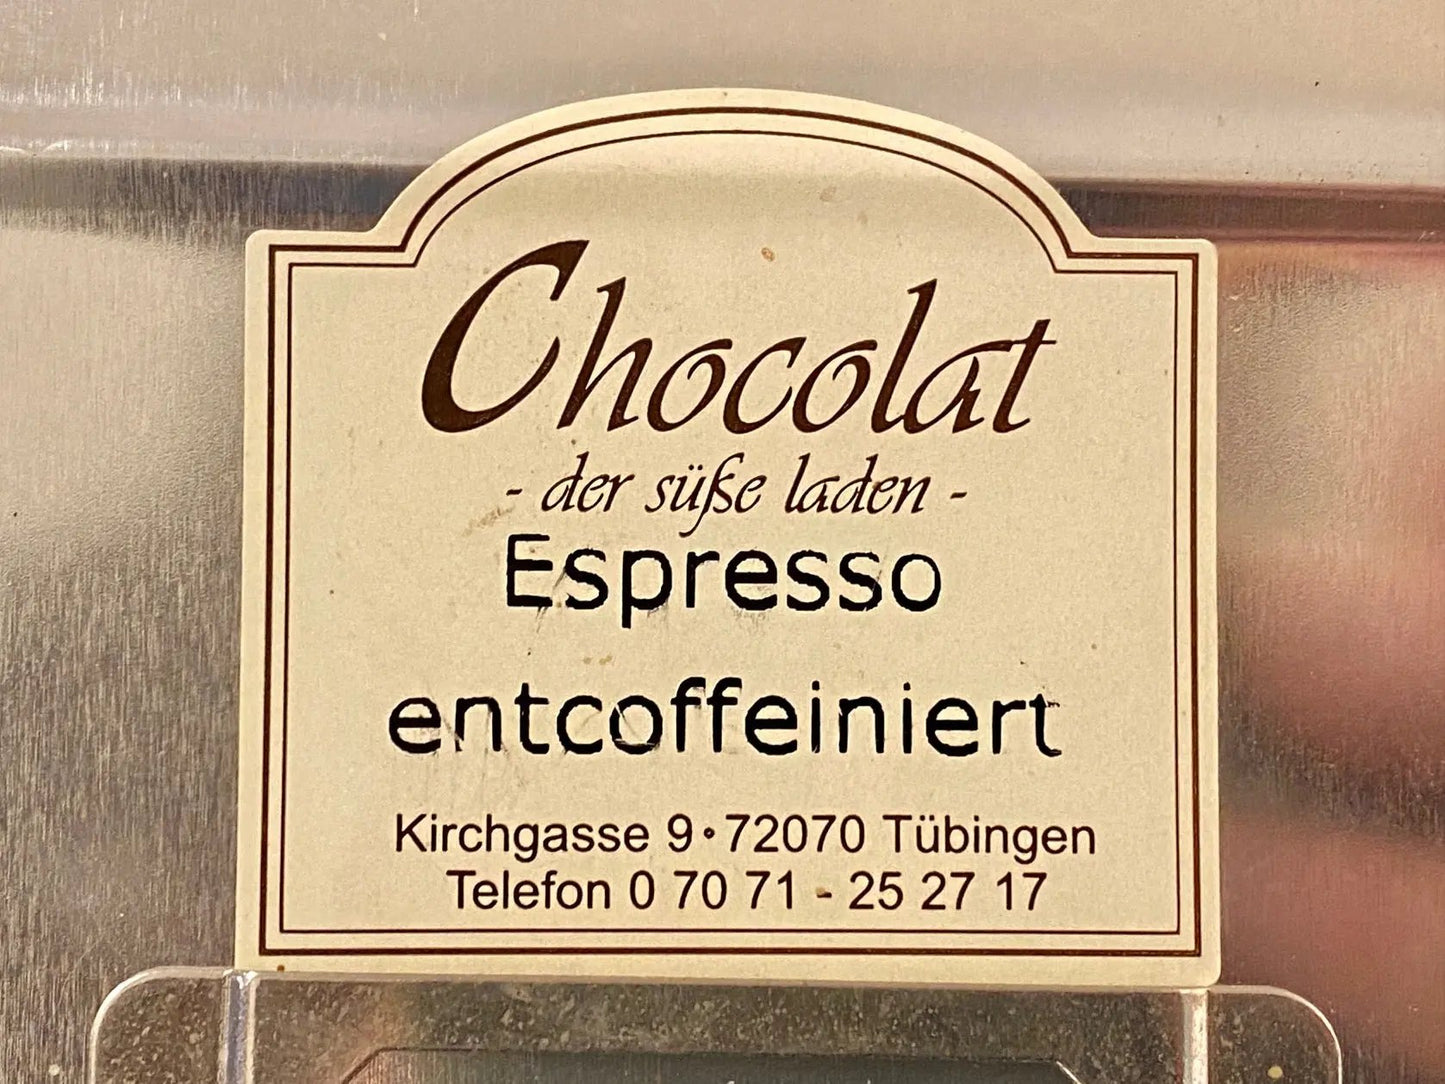 Chocolat
- der süße laden -
Espresso
entcoffeiniert
Kirchgasse 9 • 72070 Tübingen
Telefon 0 70 71 - 25 27 17